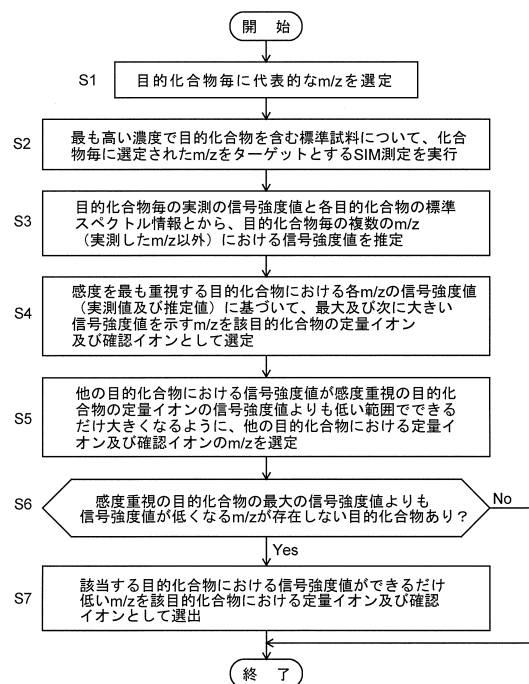 開 始
S1
目的化合物毎に代表的なm/zを選定
S2
最も高い濃度で目的化合物を含む標準試料について、化合
物毎に選定されたm/zをターゲットとするSIM測定を実行
S3
目的化合物毎の実測の信号強度値と各目的化合物の標準
スペクトル情報とから、目的化合物毎の複数のm/z
（実測したm/z以外）における信号強度値を推定
S4
感度を最も重視する目的化合物における各m/zの信号強度値
（実測値及び推定値）に基づいて、最大及び次に大きい
信号強度値を示すm/zを該目的化合物の定量イオン
及び確認イオンとして選定
S5
他の目的化合物における信号強度値が感度重視の目的化
合物の定量イオンの信号強度値よりも低い範囲でできる
だけ大きくなるように、他の目的化合物における定量イ
オン及び確認イオンのm/zを選定
S6
感度重視の目的化合物の最大の信号強度値よりも
信号強度値が低くなるm/zが存在しない目的化合物あり？
No
Yes
S7
該当する目的化合物における信号強度値ができるだけ
低いm/zを該目的化合物における定量イオン及び確認
イオンとして選出
終 了